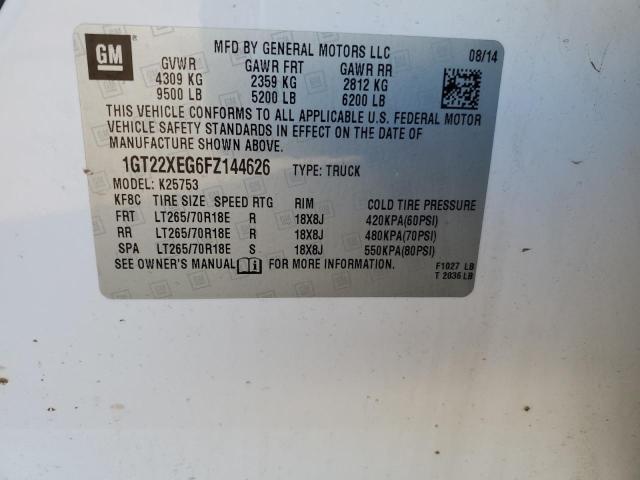 GM
MFD BY GENERAL MOTORS LLC 08/14
GVWR GAWR FRT GAWR RR
4309 KG 2359 KG 2812 KG
9500 LB 5200 LB 6200 LB
THIS VEHICLE CONFORMS TO ALL APPLICABLE U.S. FEDERAL MOTOR
VEHICLE SAFETY STANDARDS IN EFFECT ON THE DATE OF
MANUFACTURE SHOWN ABOVE.
1GT22XEG6FZ144626 TYPE: TRUCK
MODEL: K25753
KF8C TIRE SIZE SPEED RTG RIM COLD TIRE PRESSURE
FRT LT265/70R18E R 18X8J 420KPA(60PSI)
RR LT265/70R18E R 18X8J 480KPA(70PSI)
SPA LT265/70R18E S 18X8J 550KPA(80PSI)
SEE OWNER'S MANUAL FOR MORE INFORMATION.
F1027 LB
T 2036 LB